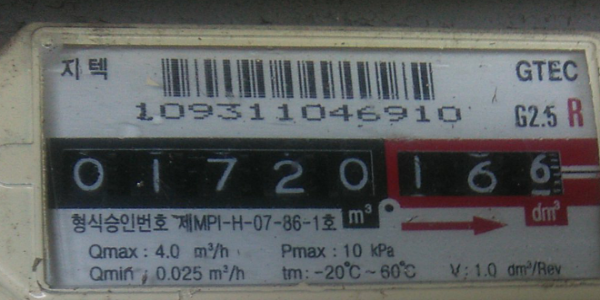 지텍 GTEC
109311046910 G2.5 R
01720 166
형식승인번호 제MPI-H-07-86-1호 m³ dm³
Qmax : 4.0 m³/h Pmax : 10 kPa
Qmin : 0.025 m³/h tm: -20℃ ~ 60℃ V: 1.0 dm³/Rev